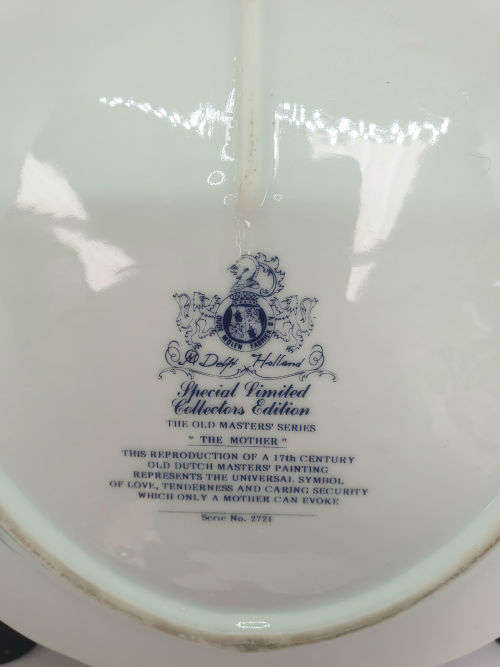 Delfts Holland
Special Limited
Collectors Edition
THE OLD MASTERS' SERIES
" THE MOTHER "
THIS REPRODUCTION OF A 17th CENTURY
OLD DUTCH MASTERS' PAINTING
REPRESENTS THE UNIVERSAL SYMBOL
OF LOVE, TENDERNESS AND CARING SECURITY
WHICH ONLY A MOTHER CAN EVOKE
Serie No. 2721